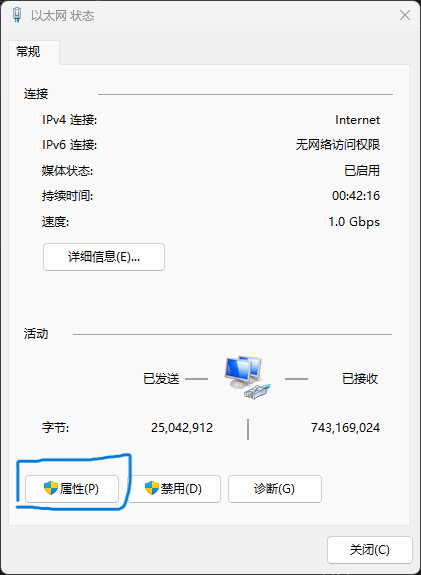 以太网 状态
常规
连接
IPv4 连接: Internet
IPv6 连接: 无网络访问权限
媒体状态: 已启用
持续时间: 00:42:16
速度: 1.0 Gbps
详细信息(E)...
活动
已发送 已接收
字节: 25,042,912 743,169,024
属性(P) 禁用(D) 诊断(G)
关闭(C)